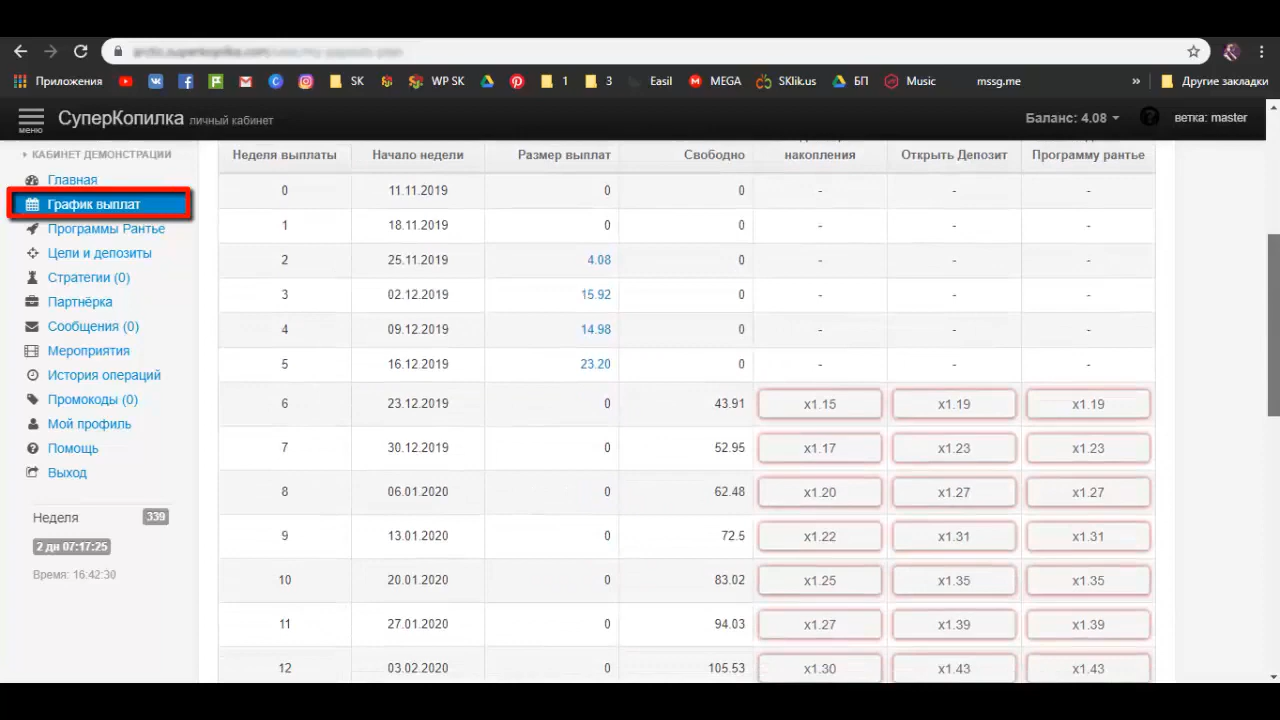 Приложения SK WP SK 1 3 Easil MEGA SKlik.us БП Music mssg.me » Другие закладки
МЕНЮ СуперКопилка личный кабинет Баланс: 4.08 ветка: master
КАБИНЕТ ДЕМОНСТРАЦИИ
Главная
График выплат
Программы Рантье
Цели и депозиты
Стратегии (0)
Партнёрка
Сообщения (0)
Мероприятия
История операций
Промокоды (0)
Мой профиль
Помощь
Выход
Неделя 339
2 дн 07:17:25
Время: 16:42:30
Неделя выплаты Начало недели Размер выплат Свободно накопления Открыть Депозит Программу рантье
0 11.11.2019 0 0 - - -
1 18.11.2019 0 0 - - -
2 25.11.2019 4.08 0 - - -
3 02.12.2019 15.92 0 - - -
4 09.12.2019 14.98 0 - - -
5 16.12.2019 23.20 0 - - -
6 23.12.2019 0 43.91 x1.15 x1.19 x1.19
7 30.12.2019 0 52.95 x1.17 x1.23 x1.23
8 06.01.2020 0 62.48 x1.20 x1.27 x1.27
9 13.01.2020 0 72.5 x1.22 x1.31 x1.31
10 20.01.2020 0 83.02 x1.25 x1.35 x1.35
11 27.01.2020 0 94.03 x1.27 x1.39 x1.39
12 03.02.2020 0 105.53 x1.30 x1.43 x1.43